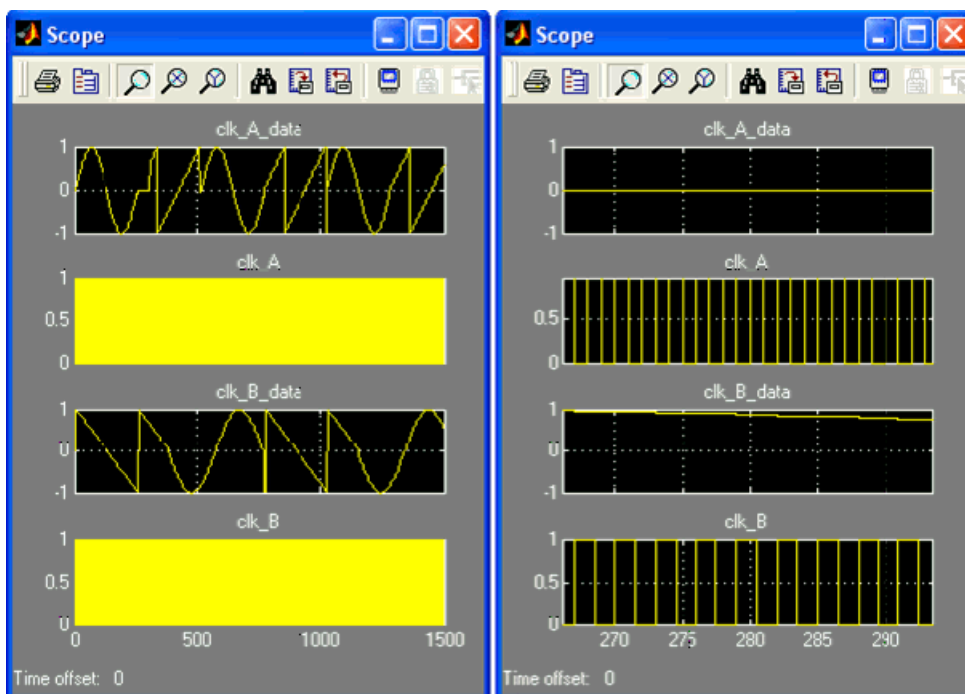 Scope
clk_A_data
1
0
-1
clk_A
1
0.5
0
clk_B_data
1
0
-1
clk_B
1
0.5
0
0 500 1000 1500
Time offset: 0
Scope
clk_A_data
1
0
-1
clk_A
0.5
0
clk_B_data
1
0
-1
clk_B
1
0.5
0
270 275 280 285 290
Time offset: 0